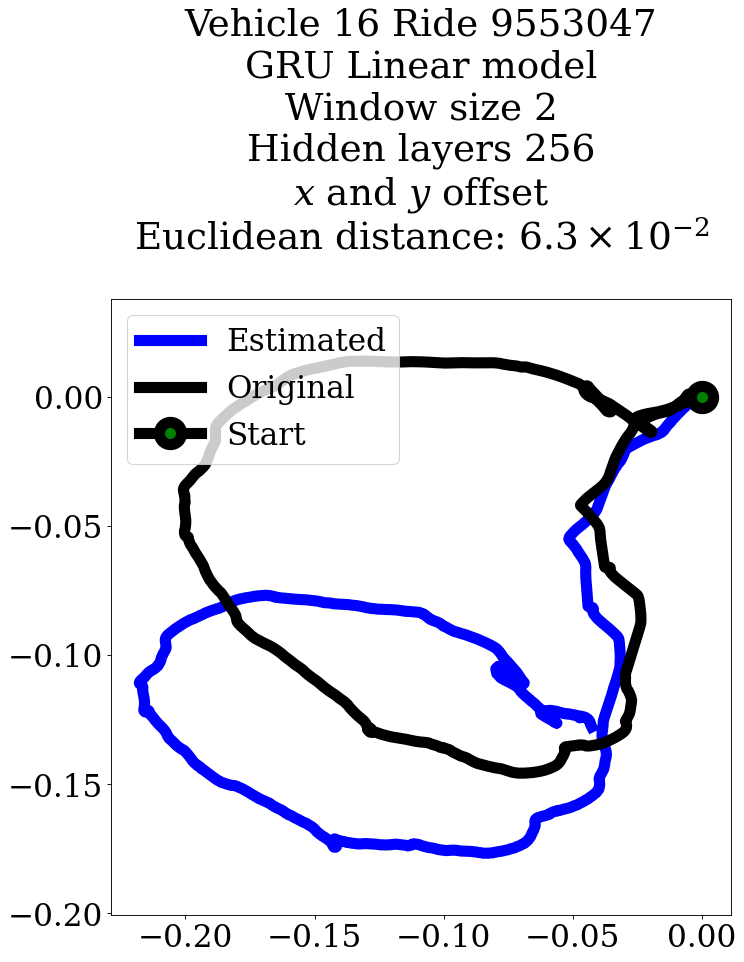 Vehicle 16 Ride 9553047
GRU Linear model
Window size 2
Hidden layers 256
x and y offset
Euclidean distance: 6.3 × 10⁻²
Estimated
Original
Start
0.00
−0.05
−0.10
−0.15
−0.20
−0.20 −0.15 −0.10 −0.05 0.00